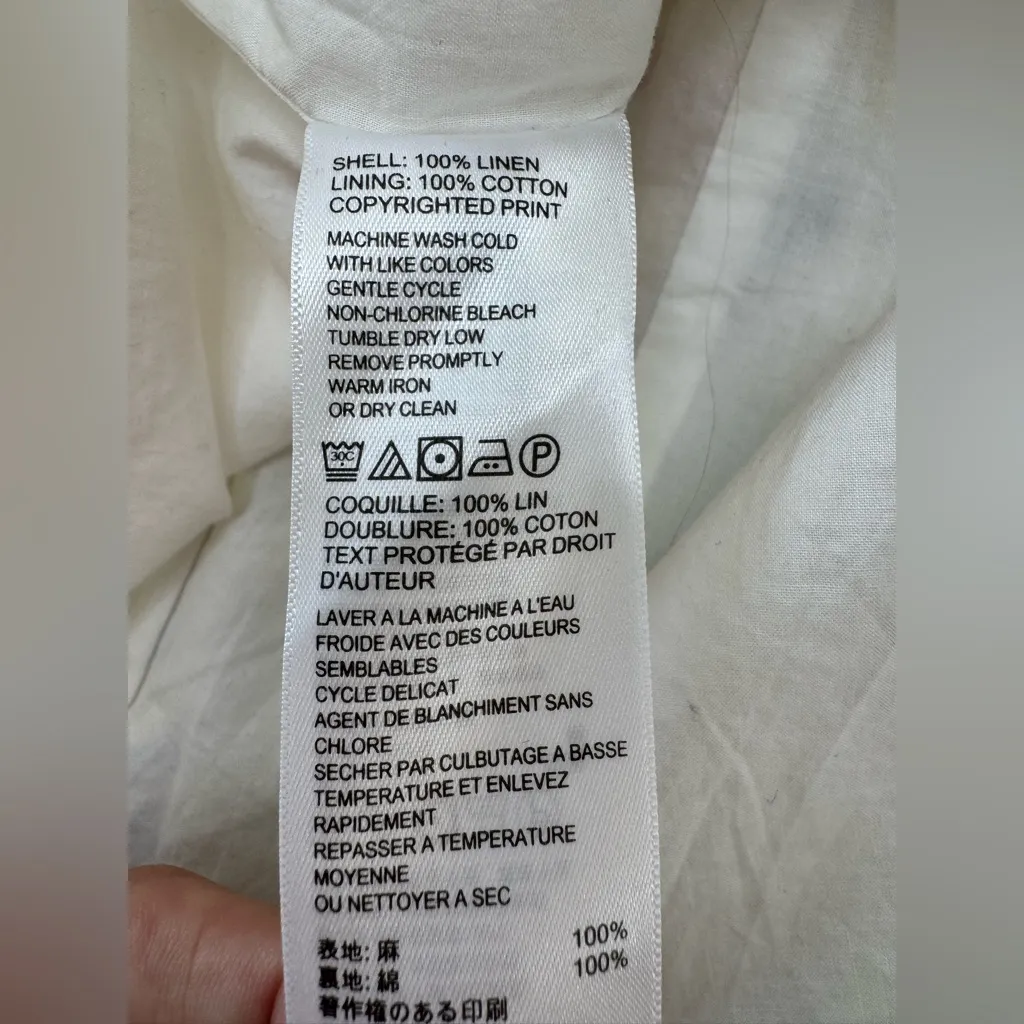 SHELL: 100% LINEN
LINING: 100% COTTON
COPYRIGHTED PRINT
MACHINE WASH COLD
WITH LIKE COLORS
GENTLE CYCLE
NON-CHLORINE BLEACH
TUMBLE DRY LOW
REMOVE PROMPTLY
WARM IRON
OR DRY CLEAN
30C P
COQUILLE: 100% LIN
DOUBLURE: 100% COTON
TEXT PROTÉGÉ PAR DROIT
D'AUTEUR
LAVER A LA MACHINE A L'EAU
FROIDE AVEC DES COULEURS
SEMBLABLES
CYCLE DELICAT
AGENT DE BLANCHIMENT SANS
CHLORE
SECHER PAR CULBUTAGE A BASSE
TEMPERATURE ET ENLEVEZ
RAPIDEMENT
REPASSER A TEMPERATURE
MOYENNE
OU NETTOYER A SEC
表地: 麻 100%
裏地: 綿 100%
著作権のある印刷